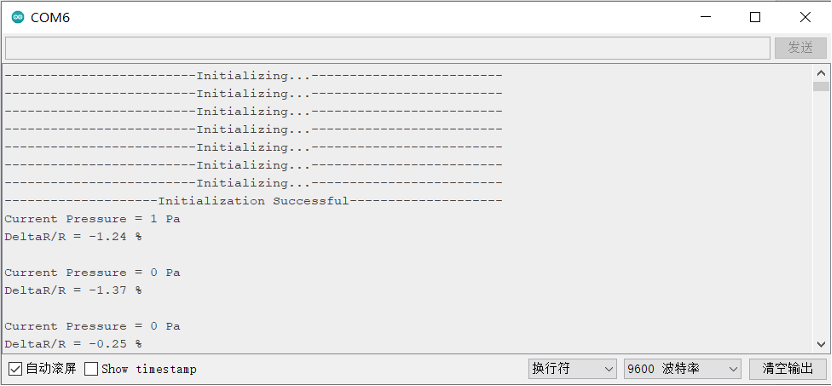 COM6
发送
-------------------------Initializing...-------------------------
-------------------------Initializing...-------------------------
-------------------------Initializing...-------------------------
-------------------------Initializing...-------------------------
-------------------------Initializing...-------------------------
-------------------------Initializing...-------------------------
-------------------------Initializing...-------------------------
--------------------Initialization Successful--------------------
Current Pressure = 1 Pa
DeltaR/R = -1.24 %
Current Pressure = 0 Pa
DeltaR/R = -1.37 %
Current Pressure = 0 Pa
DeltaR/R = -0.25 %
自动滚屏 Show timestamp 换行符 9600 波特率 清空输出